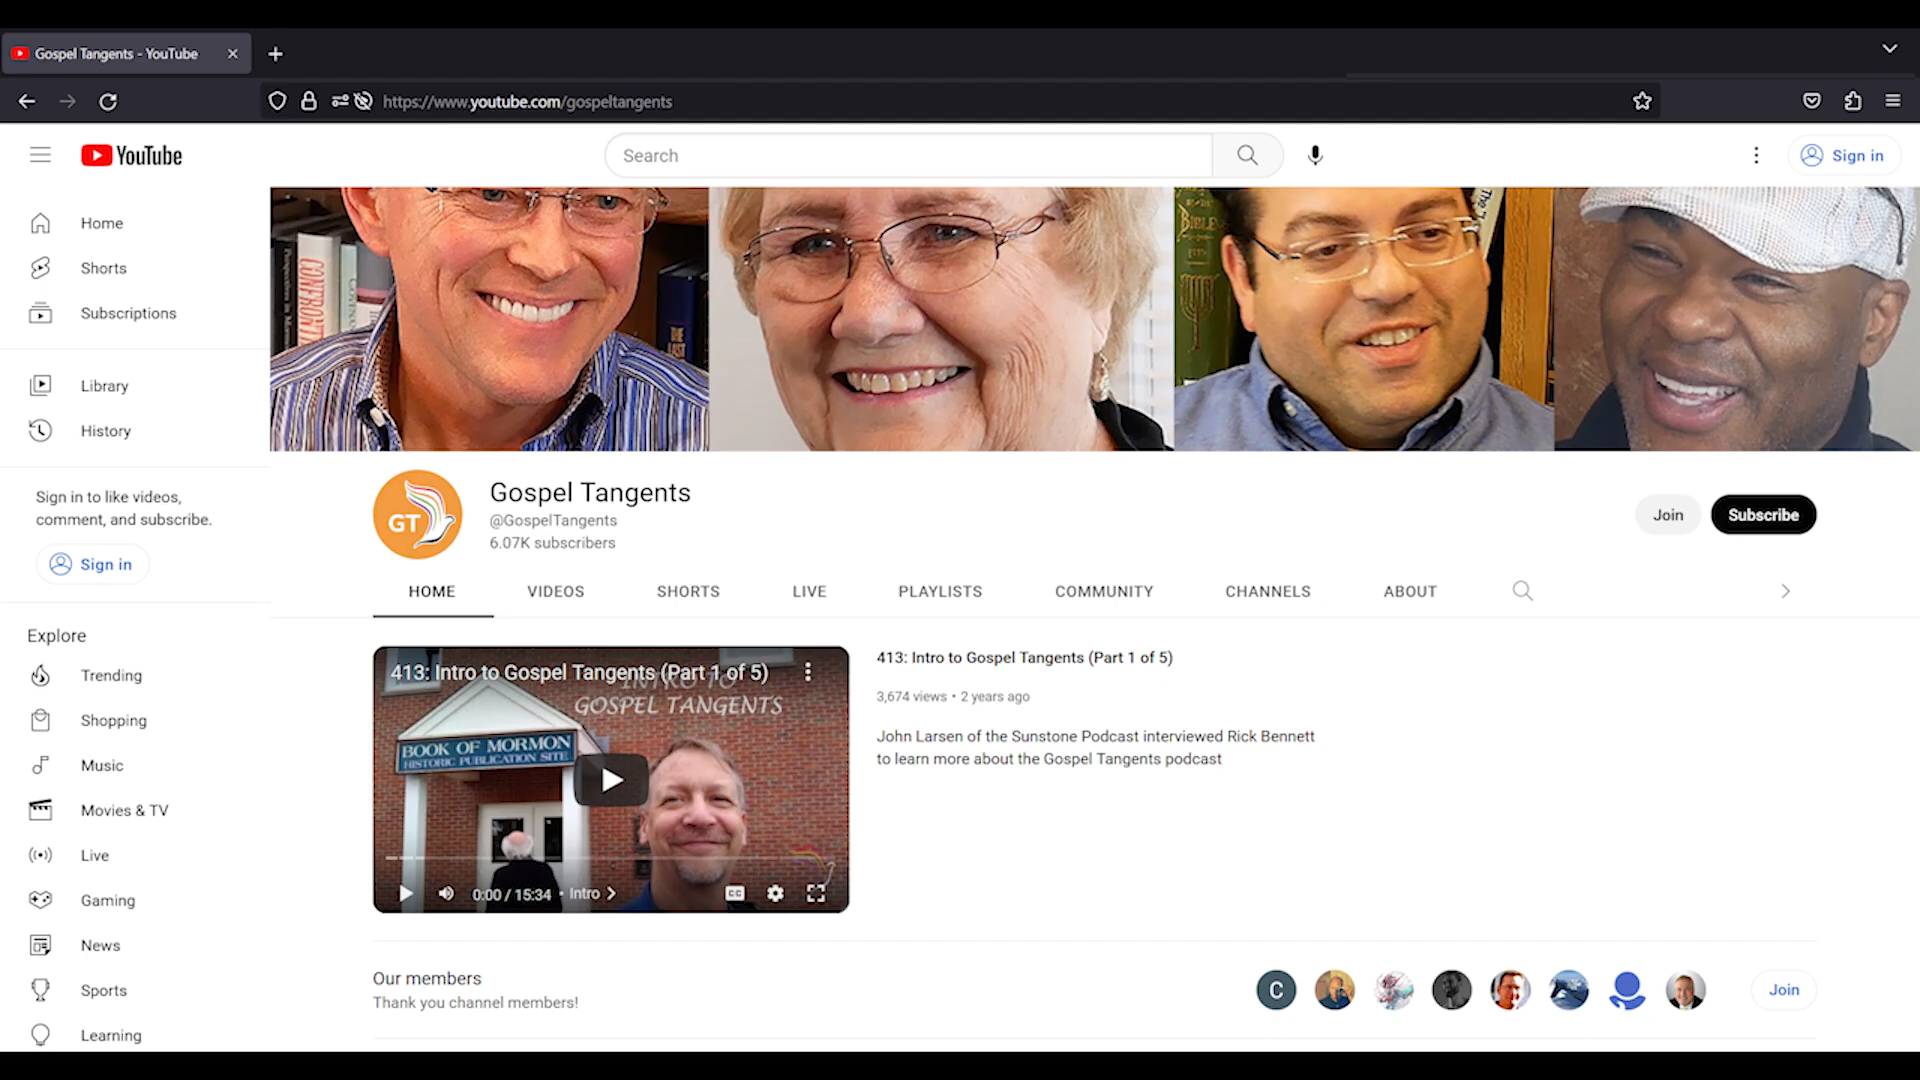 Gospel Tangents - YouTube
https://www.youtube.com/gospeltangents
YouTube
Search
Sign in
Home
Shorts
Subscriptions
Library
History
Sign in to like videos,
comment, and subscribe.
Sign in
Explore
Trending
Shopping
Music
Movies & TV
Live
Gaming
News
Sports
Learning
BIBLE
THE
LAST
GT
Gospel Tangents
@GospelTangents
6.07K subscribers
Join
Subscribe
HOME
VIDEOS
SHORTS
LIVE
PLAYLISTS
COMMUNITY
CHANNELS
ABOUT
413: Intro to Gospel Tangents (Part 1 of 5)
INTRO TO
GOSPEL TANGENTS
BOOK OF MORMON
HISTORIC PUBLICATION SITE
0:00 / 15:34 • Intro
CC
413: Intro to Gospel Tangents (Part 1 of 5)
3,674 views • 2 years ago
John Larsen of the Sunstone Podcast interviewed Rick Bennett
to learn more about the Gospel Tangents podcast
Our members
Thank you channel members!
C
Join